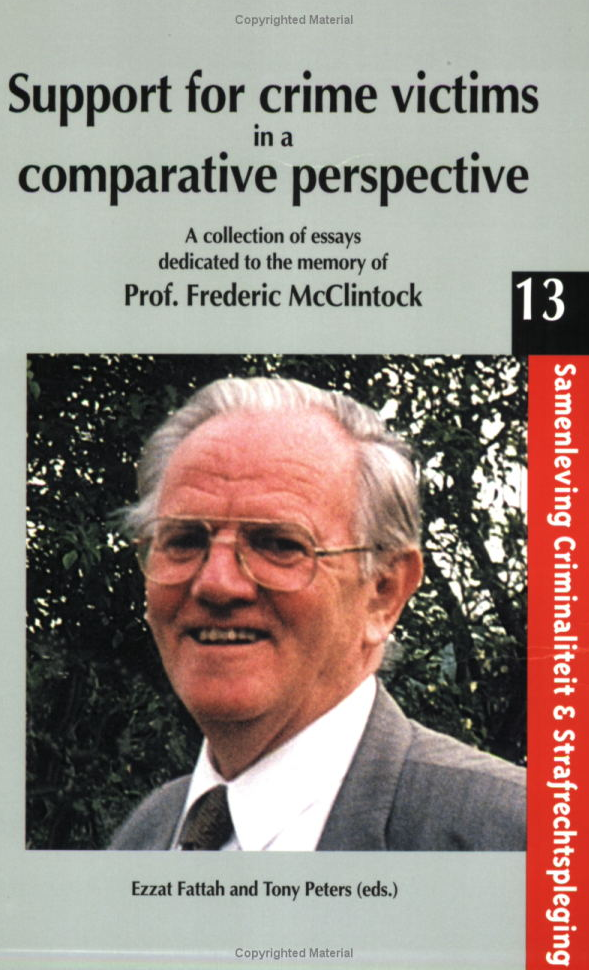 Copyrighted Material
Support for crime victims
in a
comparative perspective
A collection of essays
dedicated to the memory of
Prof. Frederic McClintock
13
Samenleving Criminaliteit & Strafrechtspleging
Ezzat Fattah and Tony Peters (eds.)
Copyrighted Material